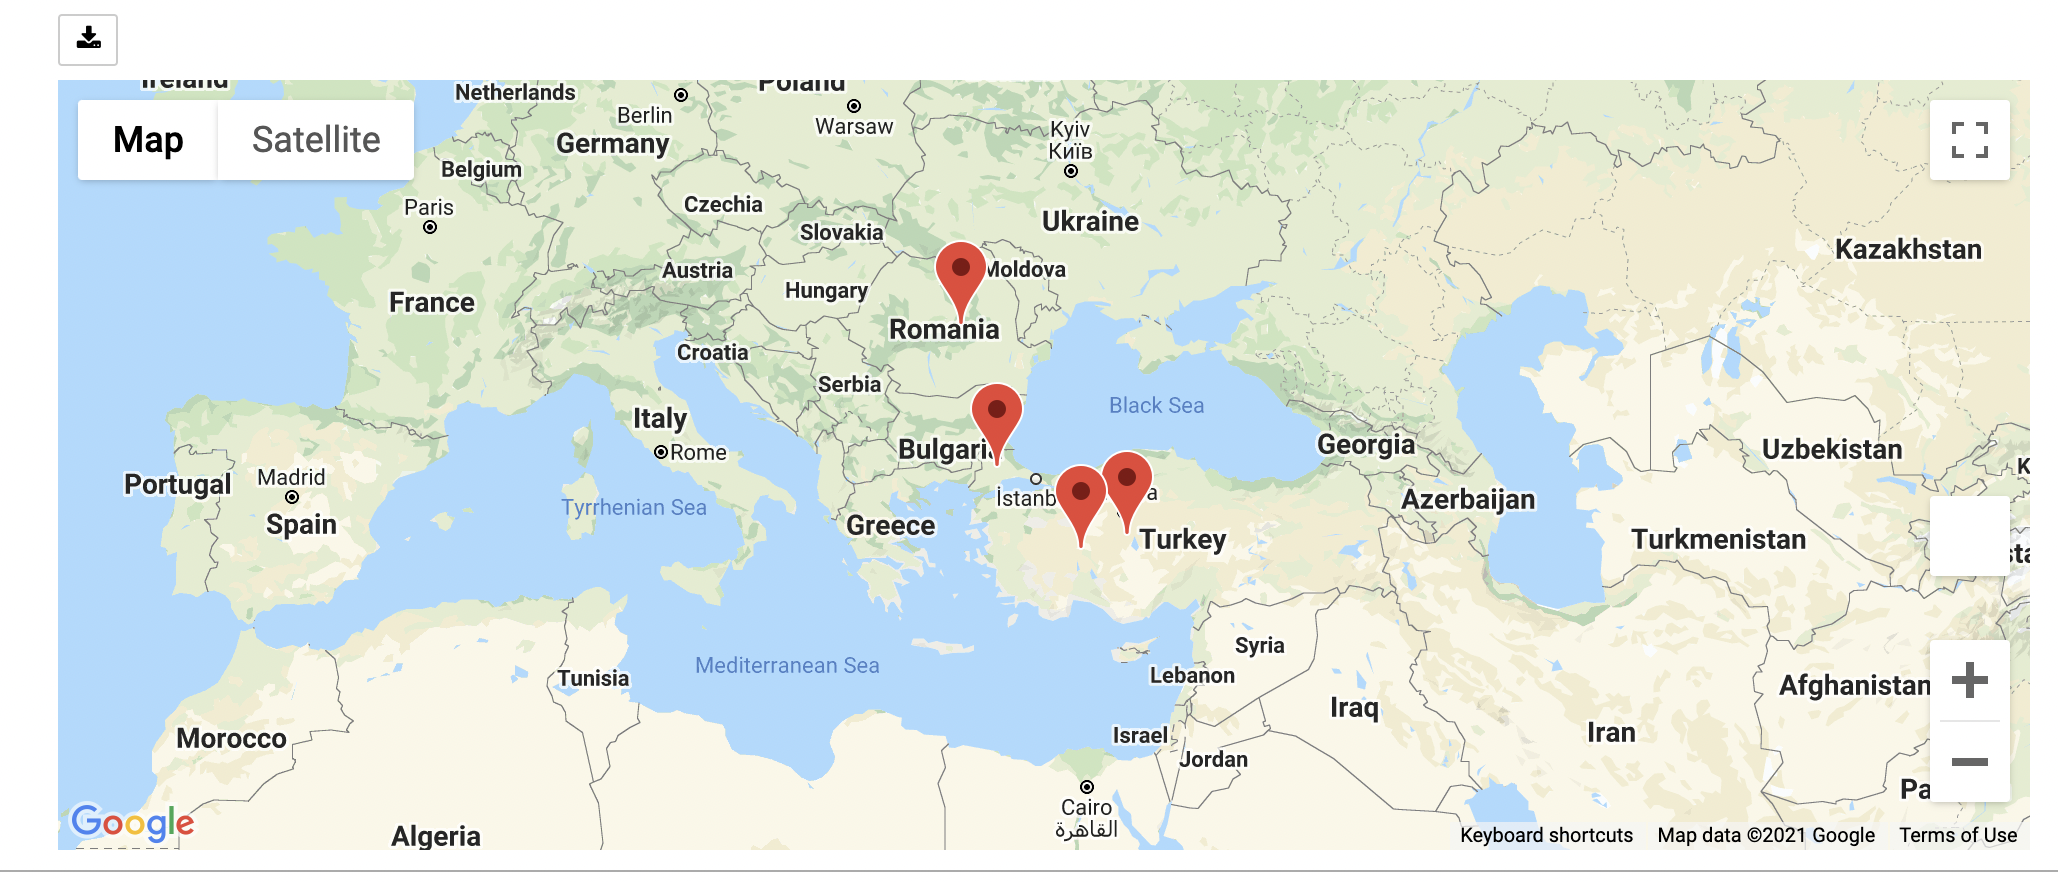 Ireland
Netherlands
Poland
Berlin
Warsaw
Kyiv
Київ
Map
Satellite
Germany
Belgium
Paris
Czechia
Ukraine
Slovakia
Kazakhstan
Austria
Moldova
Hungary
France
Romania
Croatia
Serbia
Black Sea
Italy
Rome
Bulgaria
Georgia
Uzbekistan
Portugal
Madrid
Spain
Tyrrhenian Sea
Greece
İstanb
a
Turkey
Azerbaijan
K
Turkmenistan
sta
Syria
Mediterranean Sea
Lebanon
Tunisia
Afghanistan
Iraq
Iran
Morocco
Israel
Jordan
Pa
Cairo
القاهرة
Algeria
Google
Keyboard shortcuts Map data ©2021 Google Terms of Use